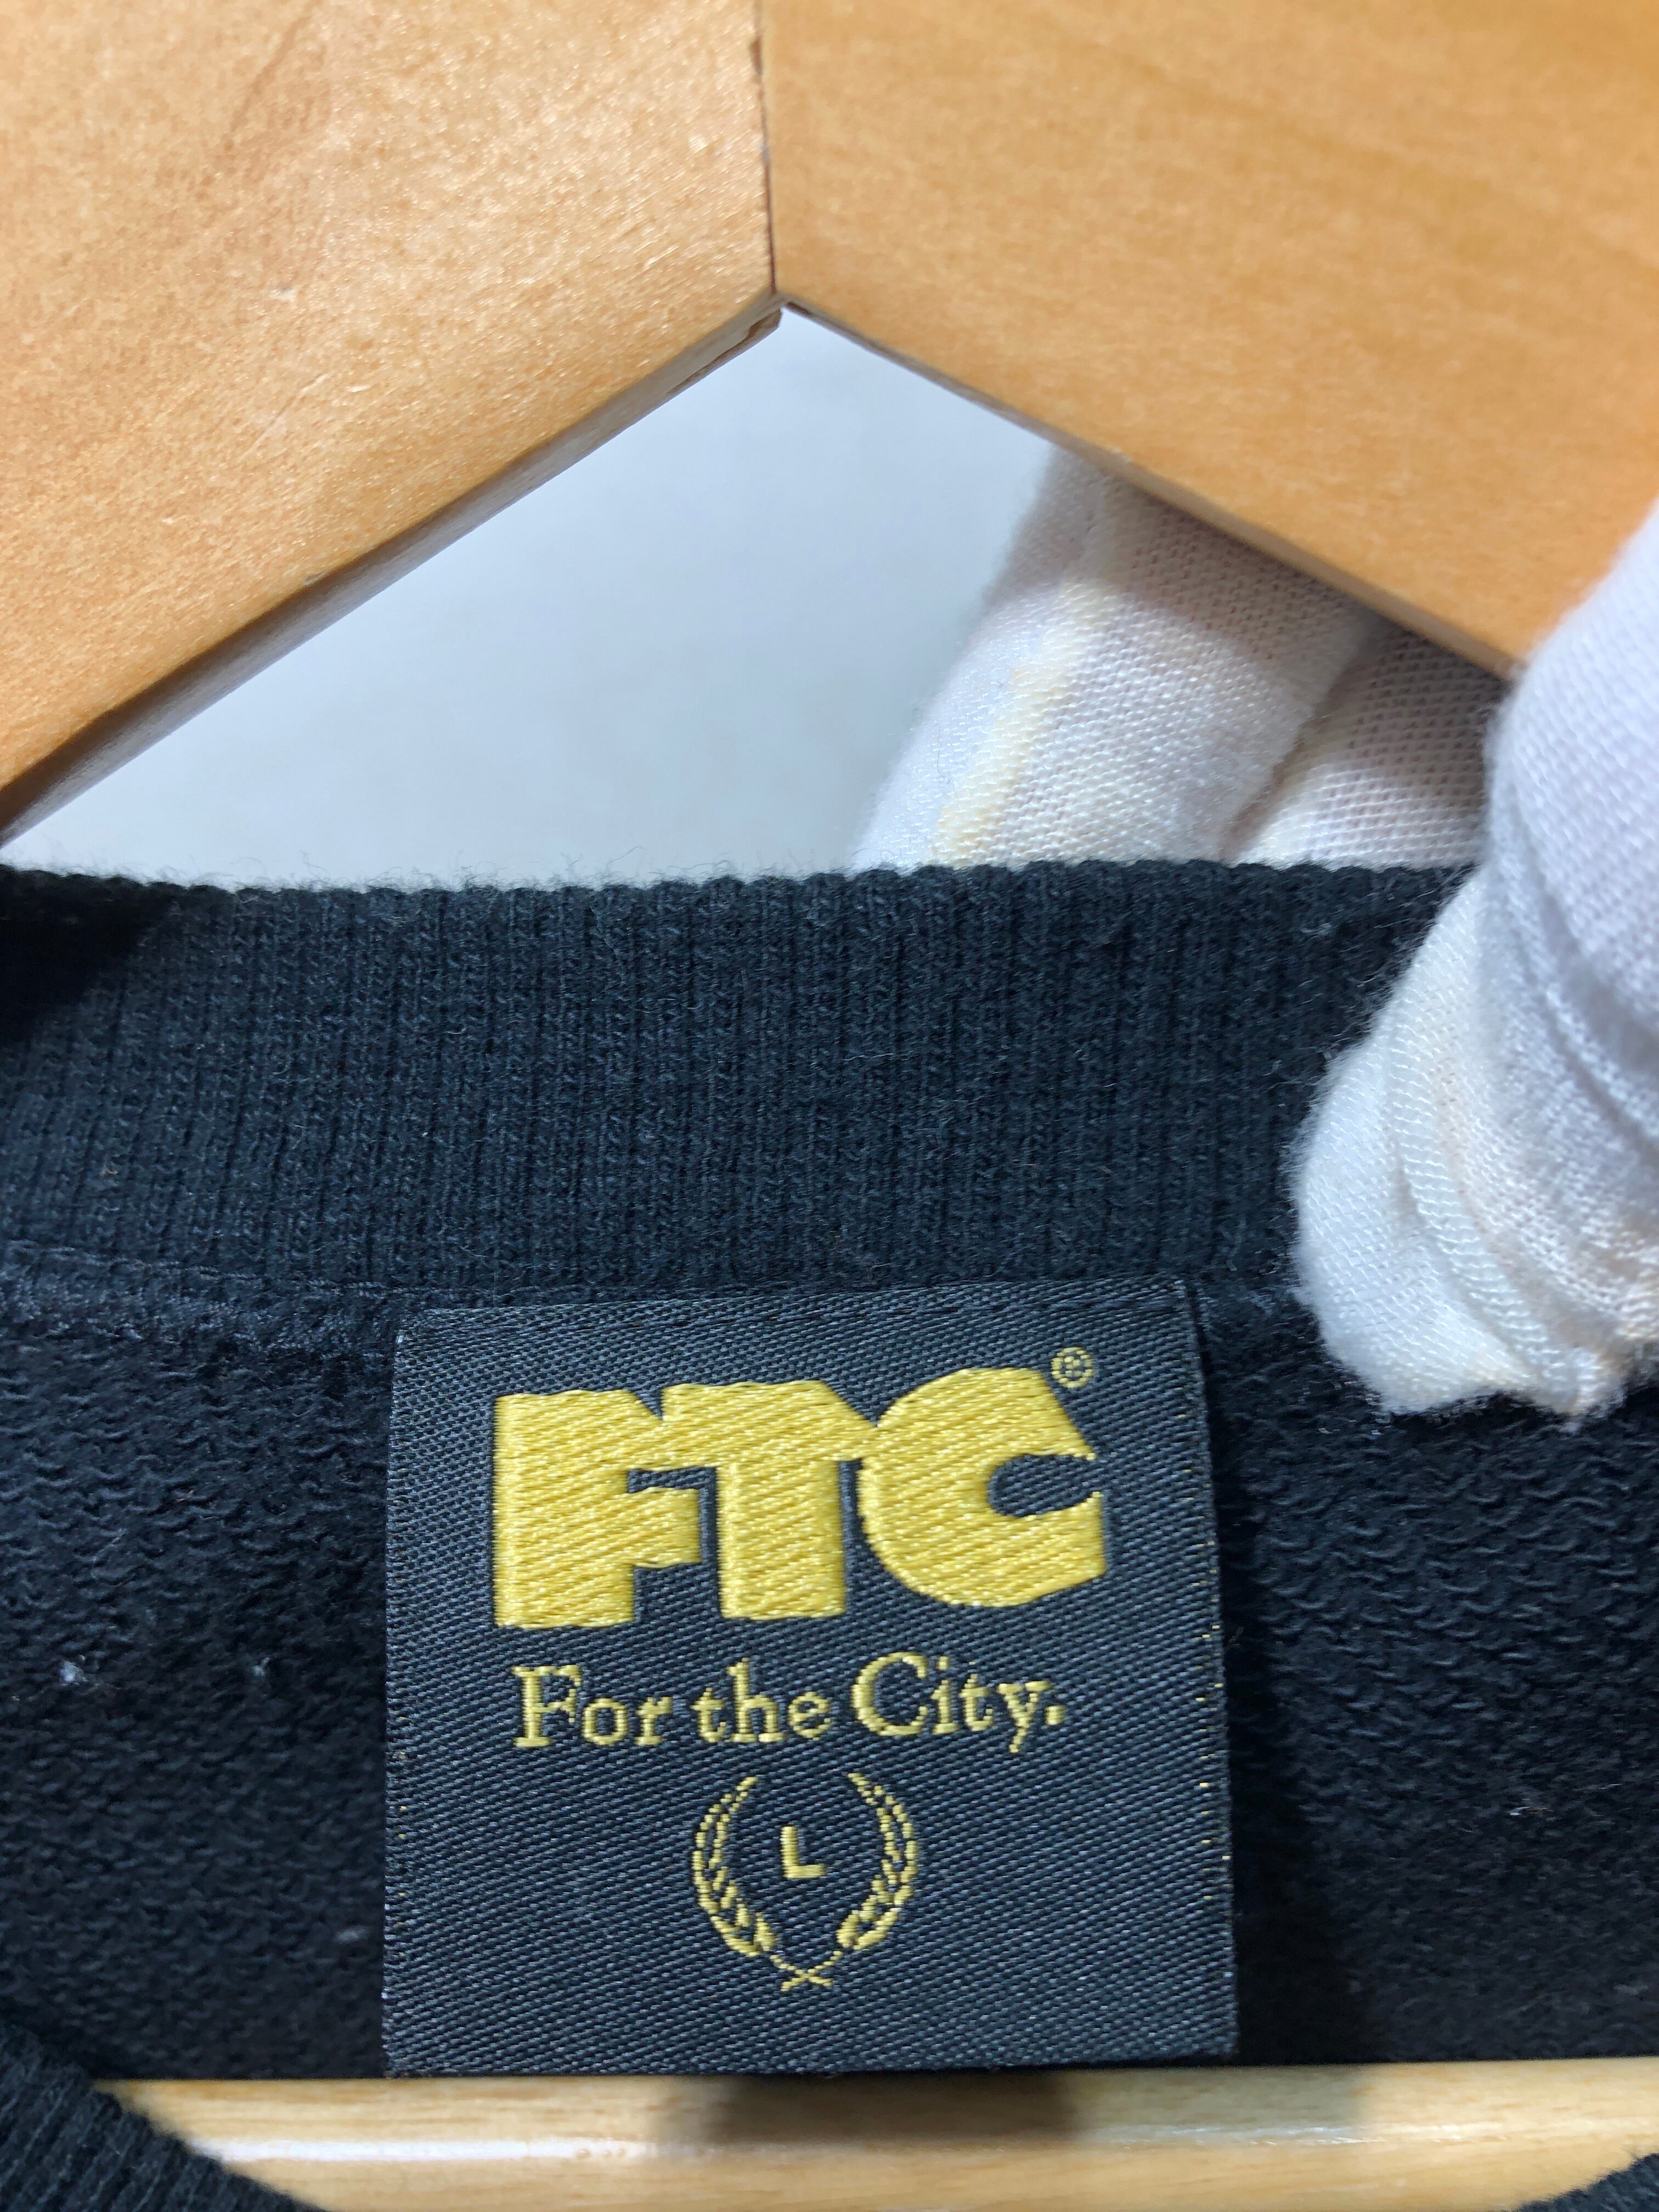 FTC®
For the City.
L